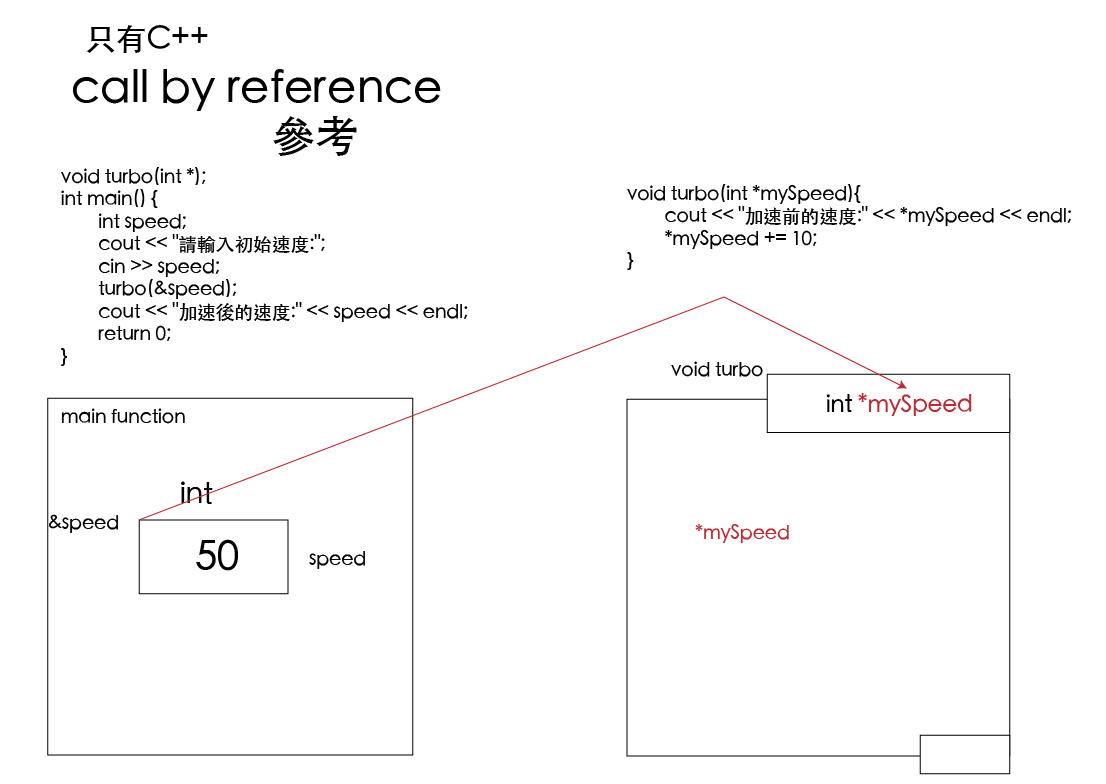 只有C++
call by reference
參考
void turbo(int *);
int main() {
int speed;
cout << "請輸入初始速度:";
cin >> speed;
turbo(&speed);
cout << "加速後的速度:" << speed << endl;
return 0;
}
void turbo(int *mySpeed){
cout << "加速前的速度:" << *mySpeed << endl;
*mySpeed += 10;
}
main function
int
&speed
50
speed
void turbo
int *mySpeed
*mySpeed